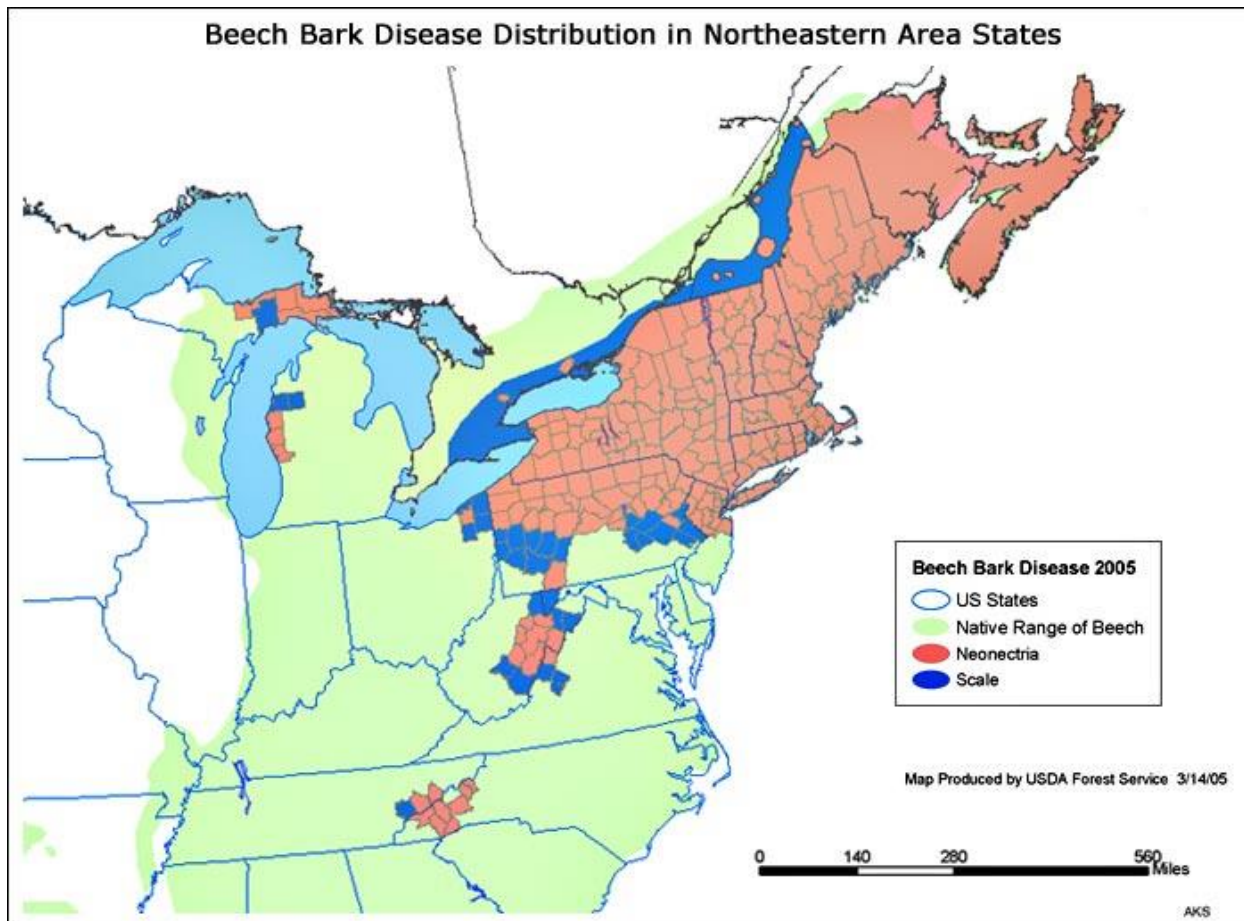 Beech Bark Disease Distribution in Northeastern Area States
Beech Bark Disease 2005
US States
Native Range of Beech
Neonectria
Scale
Map Produced by USDA Forest Service 3/14/05
0 140 280 560
Miles
AKS